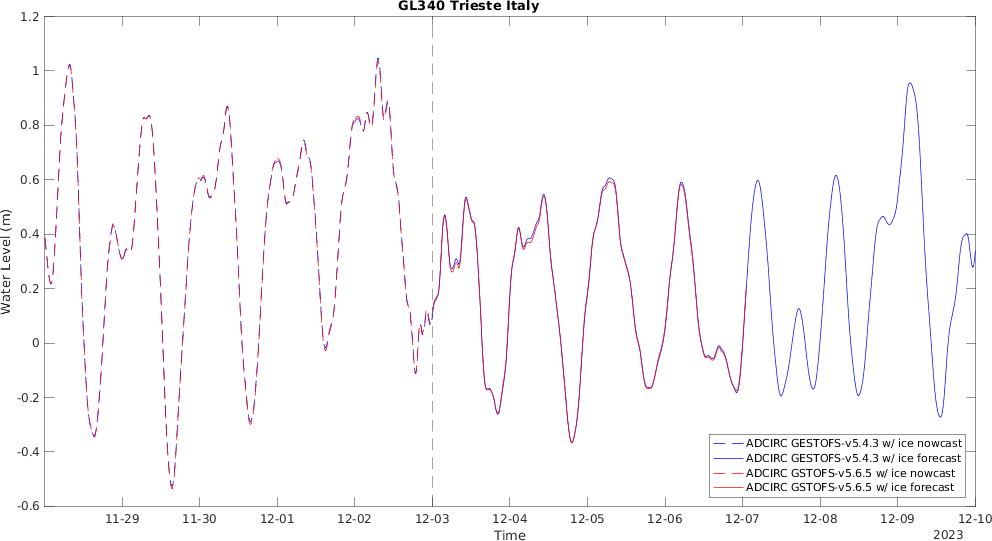 GL340 Trieste Italy
1.2
1
0.8
0.6
0.4
0.2
0
-0.2
-0.4
-0.6
Water Level (m)
ADCIRC GESTOFS-v5.4.3 w/ ice nowcast
ADCIRC GESTOFS-v5.4.3 w/ ice forecast
ADCIRC GSTOFS-v5.6.5 w/ ice nowcast
ADCIRC GSTOFS-v5.6.5 w/ ice forecast
11-29 11-30 12-01 12-02 12-03 12-04 12-05 12-06 12-07 12-08 12-09 12-10
Time
2023